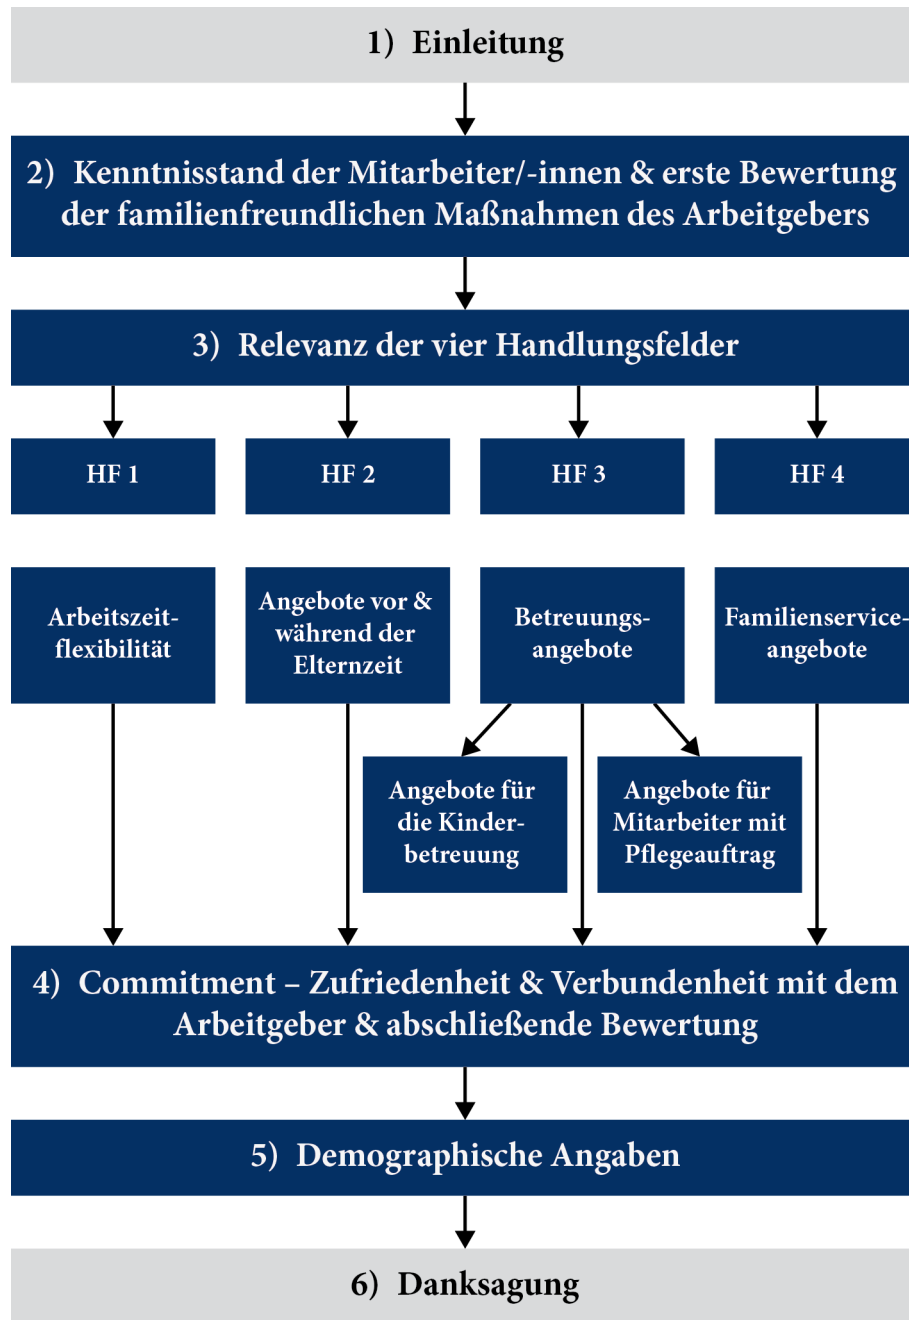 1) Einleitung
2) Kenntnisstand der Mitarbeiter/-innen & erste Bewertung
der familienfreundlichen Maßnahmen des Arbeitgebers
3) Relevanz der vier Handlungsfelder
HF 1
HF 2
HF 3
HF 4
Arbeitszeit-
flexibilität
Angebote vor &
während der
Elternzeit
Betreuungs-
angebote
Familienservice-
angebote
Angebote für
die Kinder-
betreuung
Angebote für
Mitarbeiter mit
Pflegeauftrag
4) Commitment – Zufriedenheit & Verbundenheit mit dem
Arbeitgeber & abschließende Bewertung
5) Demographische Angaben
6) Danksagung